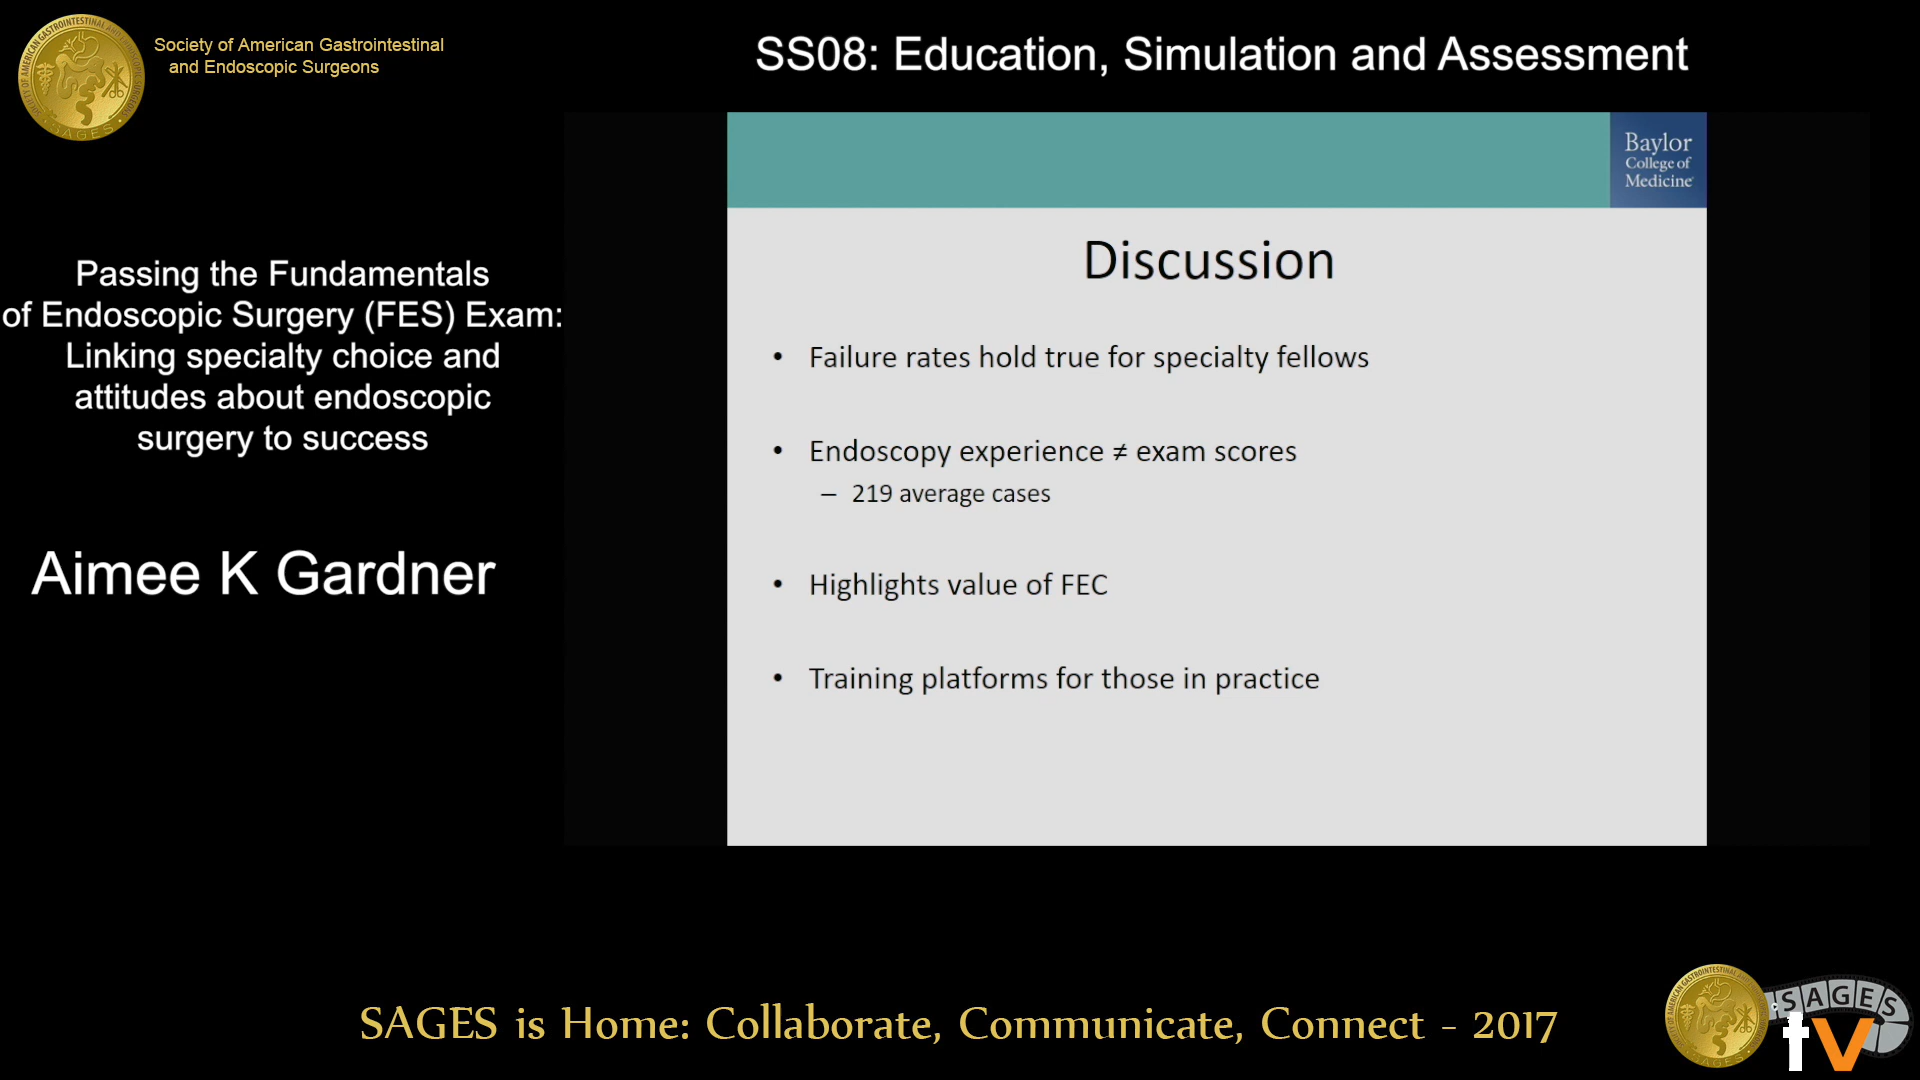 Society of American Gastrointestinal
and Endoscopic Surgeons
SS08: Education, Simulation and Assessment
Baylor
College of
Medicine
Passing the Fundamentals
of Endoscopic Surgery (FES) Exam:
Linking specialty choice and
attitudes about endoscopic
surgery to success
Aimee K Gardner
Discussion
• Failure rates hold true for specialty fellows
• Endoscopy experience ≠ exam scores
– 219 average cases
• Highlights value of FEC
• Training platforms for those in practice
SAGES is Home: Collaborate, Communicate, Connect - 2017
SAGES
tv